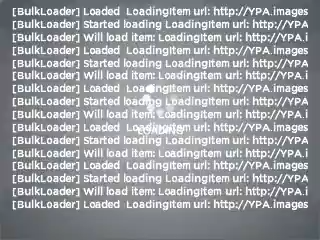 [BulkLoader] Loaded  LoadingItem url: http://YPA.images
[BulkLoader] Started loading LoadingItem url: http://YPA
[BulkLoader] Will load item: LoadingItem url: http://YPA.i
[BulkLoader] Loaded  LoadingItem url: http://YPA.images
[BulkLoader] Started loading LoadingItem url: http://YPA
[BulkLoader] Will load item: LoadingItem url: http://YPA.i
[BulkLoader] Loaded  LoadingItem url: http://YPA.images
[BulkLoader] Started loading LoadingItem url: http://YPA
[BulkLoader] Will load item: LoadingItem url: http://YPA.i
[BulkLoader] Loaded  LoadingItem url: http://YPA.images
LOADING
[BulkLoader] Started loading LoadingItem url: http://YPA
[BulkLoader] Will load item: LoadingItem url: http://YPA.i
[BulkLoader] Loaded  LoadingItem url: http://YPA.images
[BulkLoader] Started loading LoadingItem url: http://YPA
[BulkLoader] Will load item: LoadingItem url: http://YPA.i
[BulkLoader] Loaded  LoadingItem url: http://YPA.images